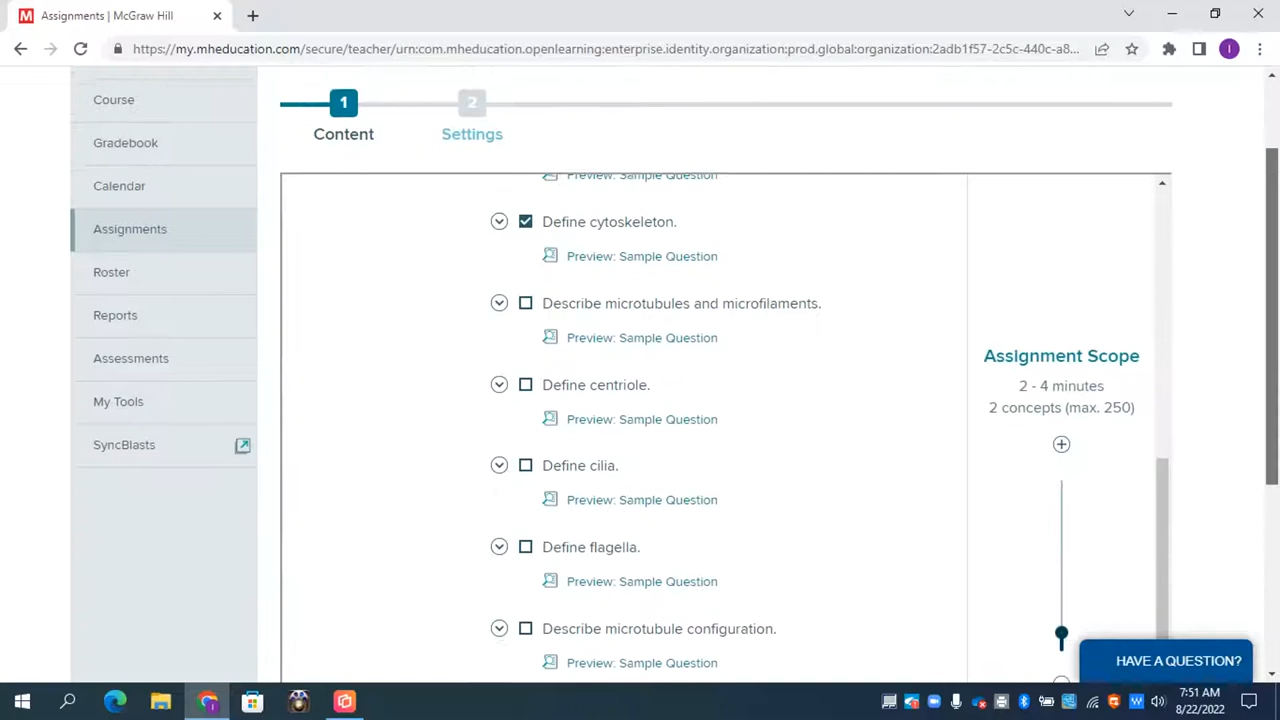 Assignments | McGraw Hill
https://my.mheducation.com/secure/teacher/urn:com.mheducation.openlearning:enterprise.identity.organization:prod.global:organization:2adb1f57-2c5c-440c-a8...
I
Course
Gradebook
Calendar
Assignments
Roster
Reports
Assessments
My Tools
SyncBlasts
1
2
Content
Settings
Preview: Sample Question
Define cytoskeleton.
Preview: Sample Question
Describe microtubules and microfilaments.
Preview: Sample Question
Define centriole.
Preview: Sample Question
Define cilia.
Preview: Sample Question
Define flagella.
Preview: Sample Question
Describe microtubule configuration.
Preview: Sample Question
Assignment Scope
2 - 4 minutes
2 concepts (max. 250)
HAVE A QUESTION?
7:51 AM
8/22/2022